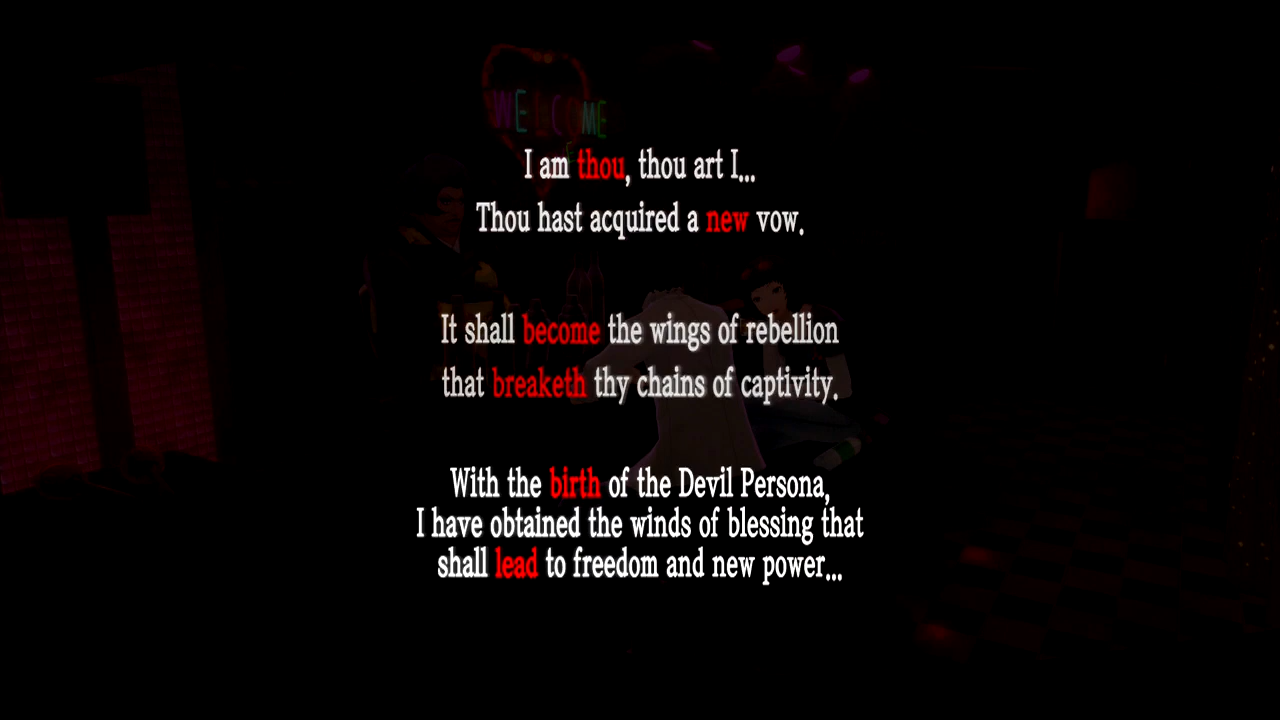 WELCOME
I am thou, thou art I...
Thou hast acquired a new vow.
It shall become the wings of rebellion
that breaketh thy chains of captivity.
With the birth of the Devil Persona,
I have obtained the winds of blessing that
shall lead to freedom and new power...